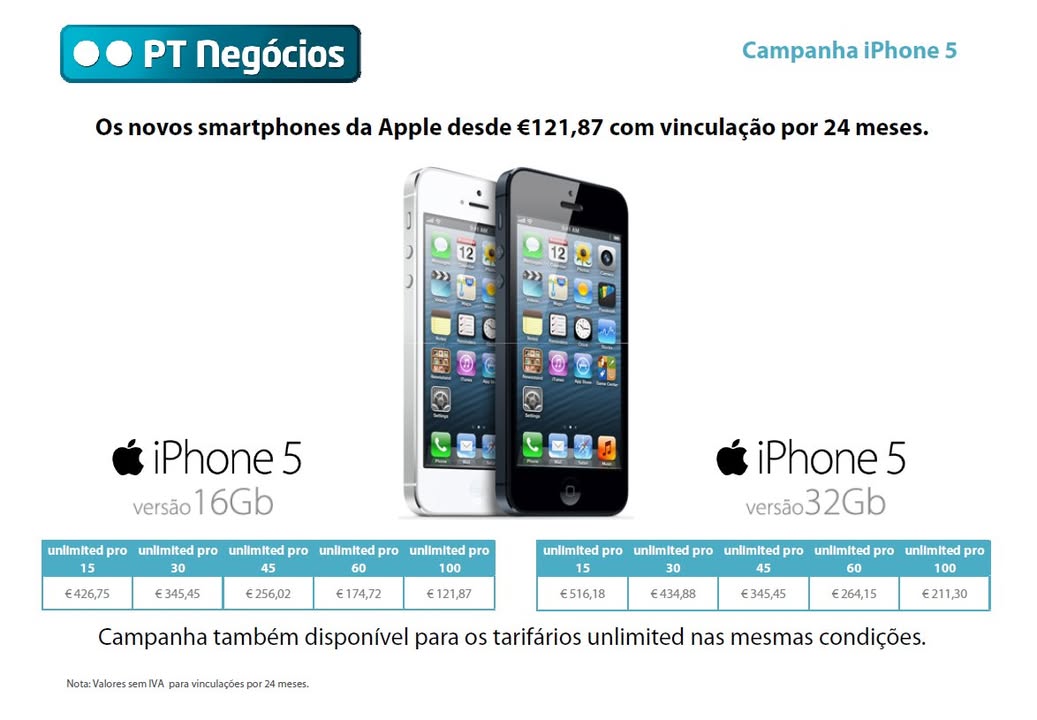 PT Negócios
Campanha iPhone 5
Os novos smartphones da Apple desde €121,87 com vinculação por 24 meses.
iPhone 5
versão16Gb
iPhone 5
versão32Gb
unlimited pro 15 unlimited pro 30 unlimited pro 45 unlimited pro 60 unlimited pro 100
€ 426,75 € 345,45 € 256,02 € 174,72 € 121,87
unlimited pro 15 unlimited pro 30 unlimited pro 45 unlimited pro 60 unlimited pro 100
€ 516,18 € 434,88 € 345,45 € 264,15 € 211,30
Campanha também disponível para os tarifários unlimited nas mesmas condições.
Nota: Valores sem IVA para vinculações por 24 meses.